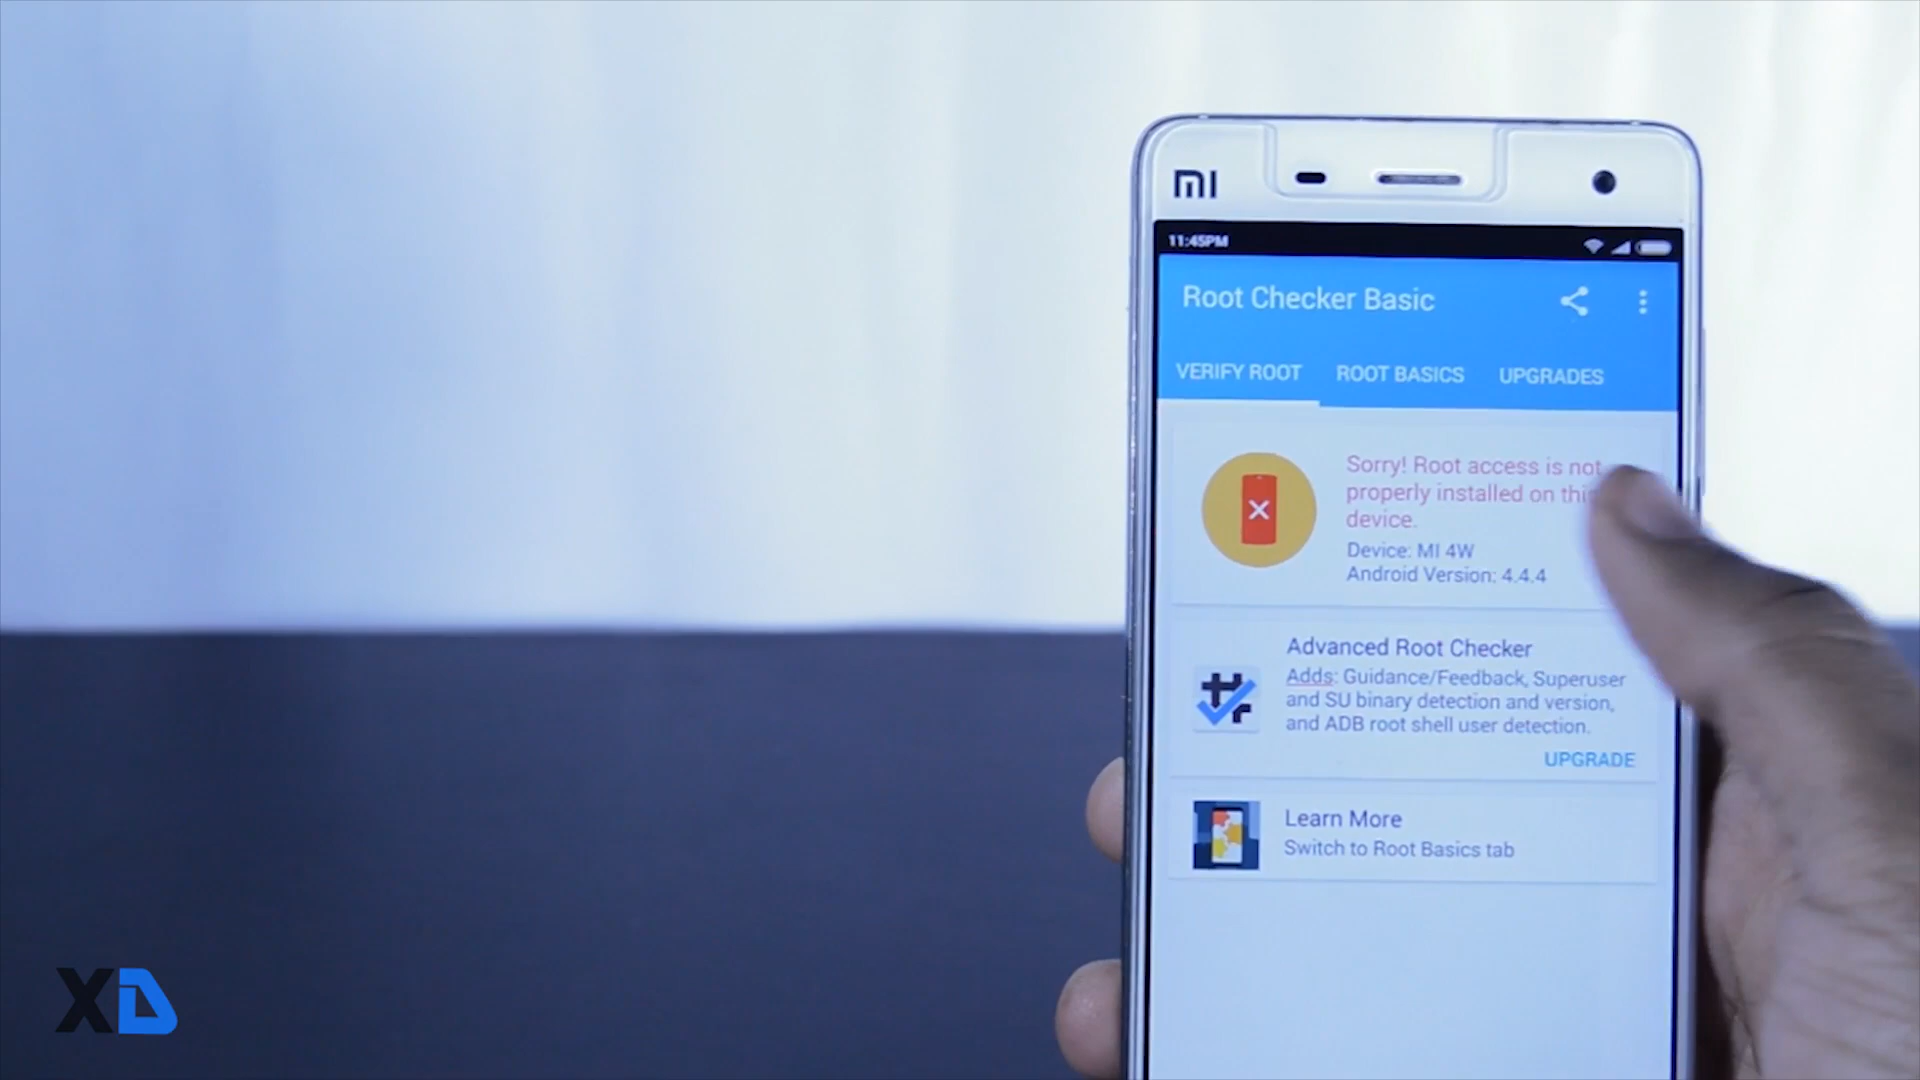 MI
11:45PM
Root Checker Basic
VERIFY ROOT ROOT BASICS UPGRADES
Sorry! Root access is not
properly installed on this
device.
Device: MI 4W
Android Version: 4.4.4
Advanced Root Checker
Adds: Guidance/Feedback, Superuser
and SU binary detection and version,
and ADB root shell user detection.
UPGRADE
Learn More
Switch to Root Basics tab
XD